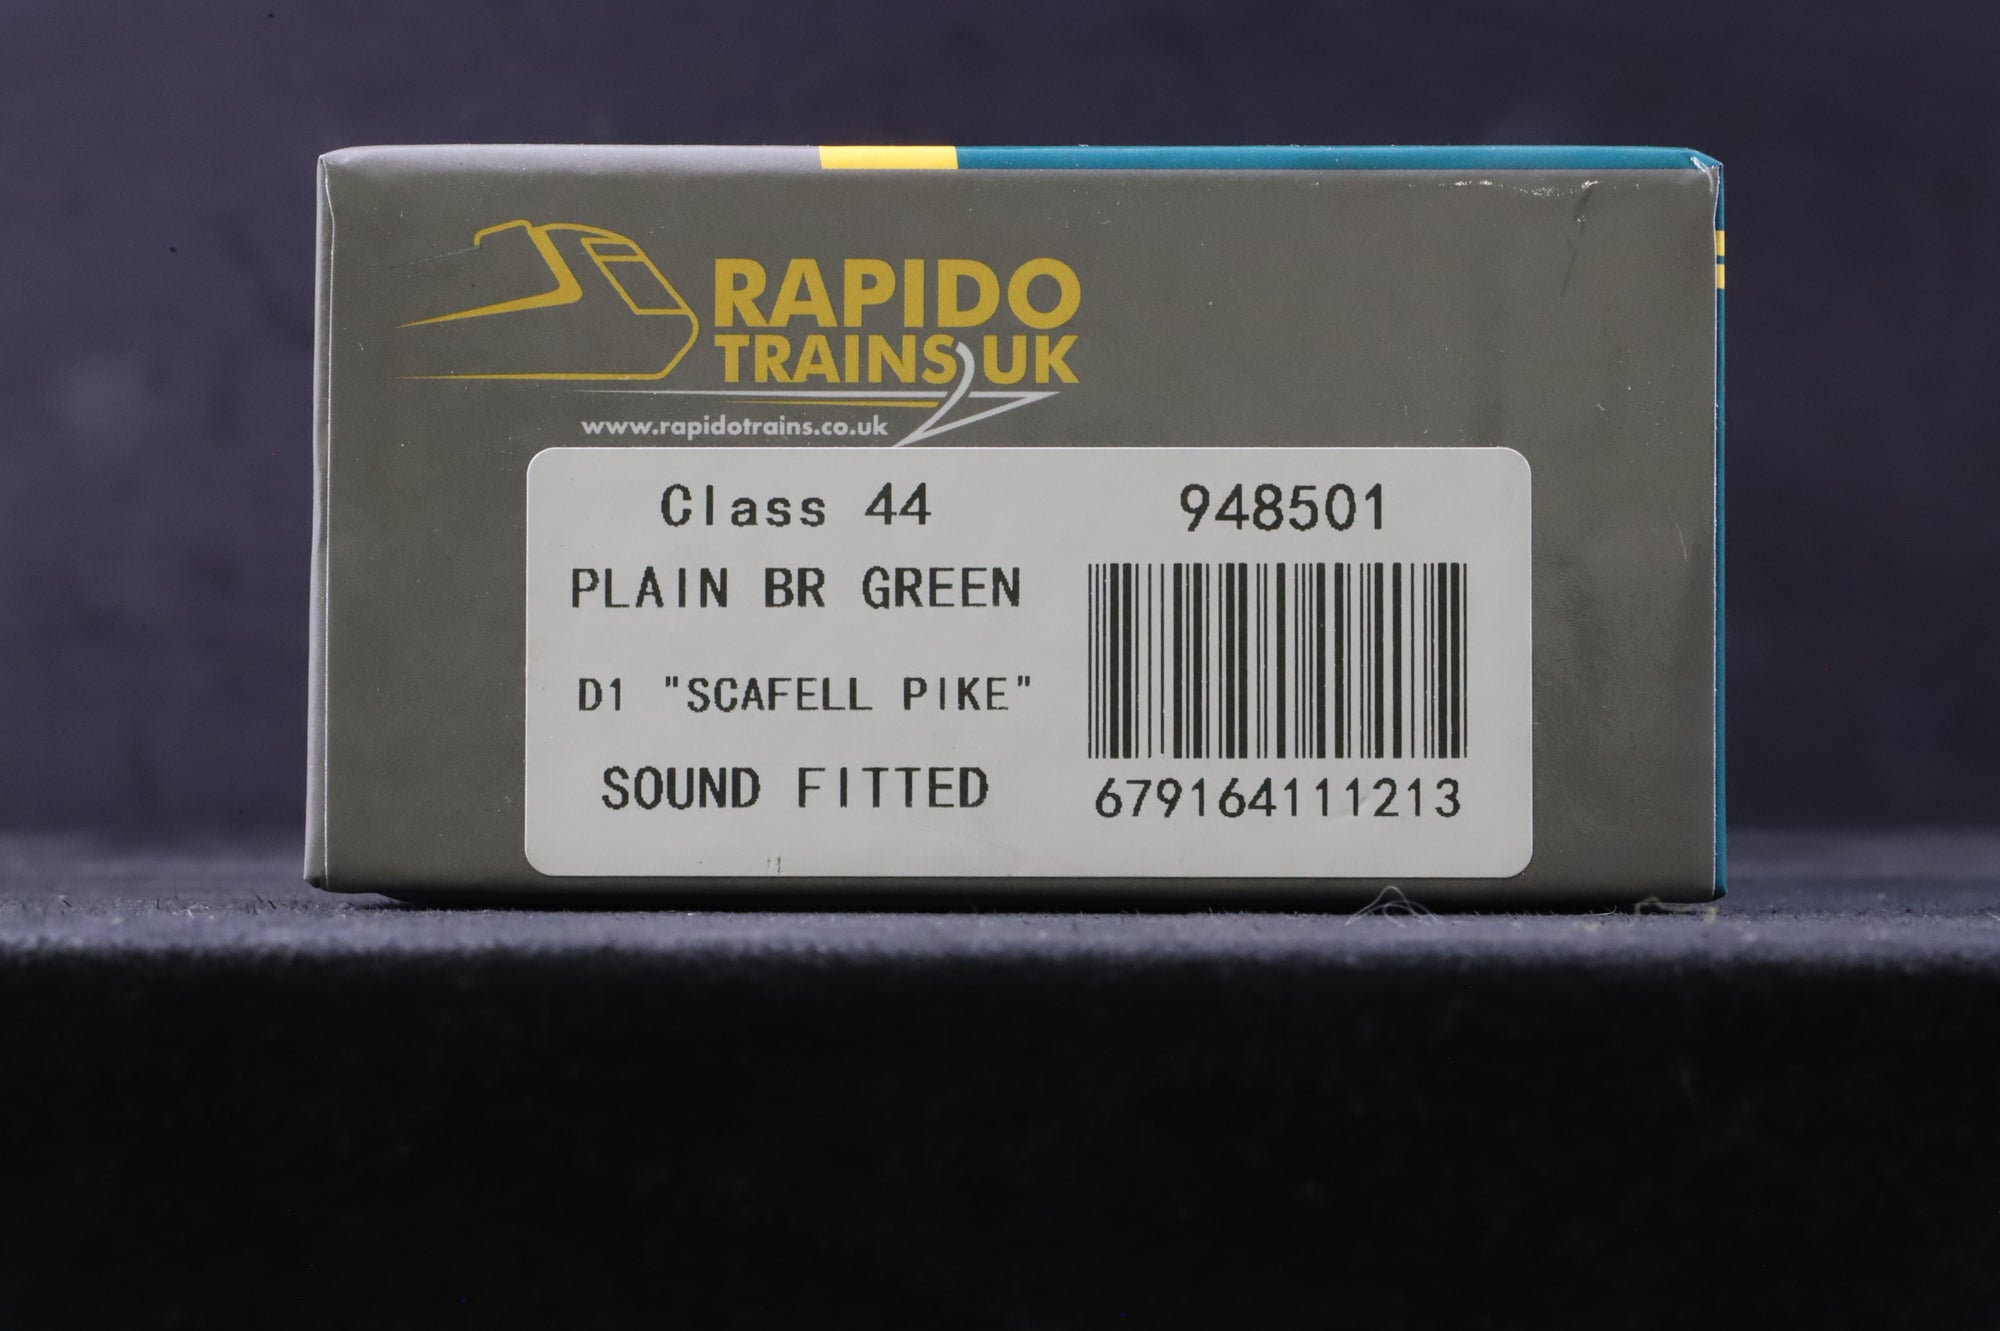 RAPIDO
TRAINS UK
www.rapidotrains.co.uk
Class 44
PLAIN BR GREEN
D1 "SCAFELL PIKE"
SOUND FITTED
948501
679164111213